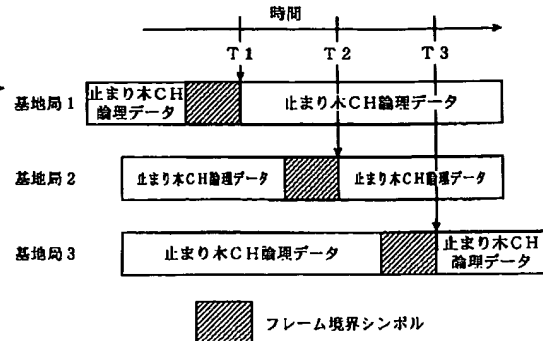 時間
T1 T2 T3
基地局1
止まり木CH
論理データ
止まり木CH論理データ
基地局2
止まり木CH論理データ
止まり木CH論理データ
基地局3
止まり木CH論理データ
止まり木CH
論理データ
フレーム境界シンボル